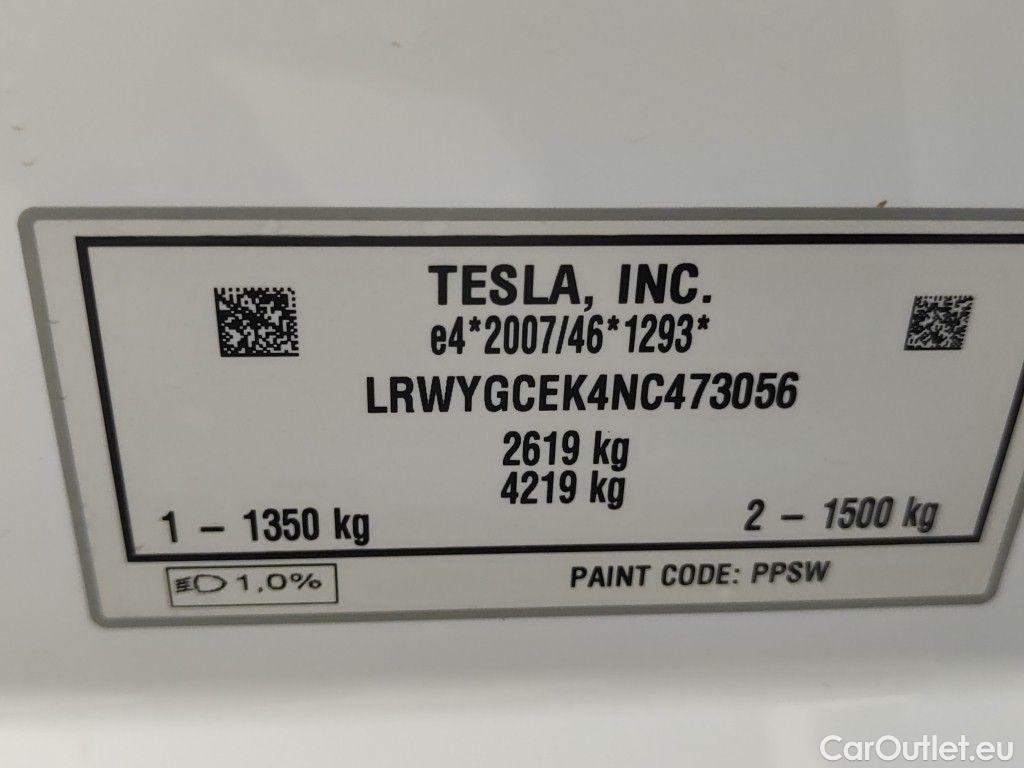 TESLA, INC.
e4*2007/46*1293*
LRWYGCEK4NC473056
2619 kg
4219 kg
1 – 1350 kg
2 – 1500 kg
1,0%
PAINT CODE: PPSW
CarOutlet.eu